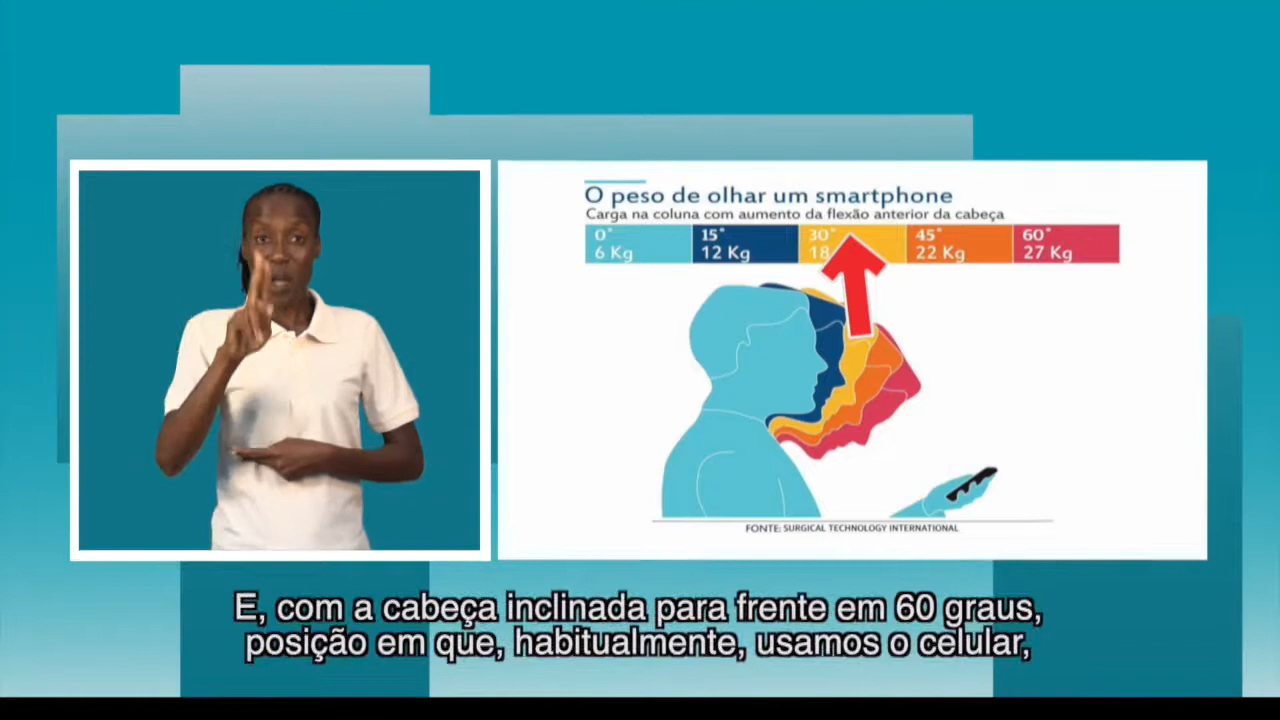 O peso de olhar um smartphone
Carga na coluna com aumento da flexão anterior da cabeça
0° 15° 30° 45° 60°
6 Kg 12 Kg 18 22 Kg 27 Kg
FONTE: SURGICAL TECHNOLOGY INTERNATIONAL
E, com a cabeça inclinada para frente em 60 graus,
posição em que, habitualmente, usamos o celular,